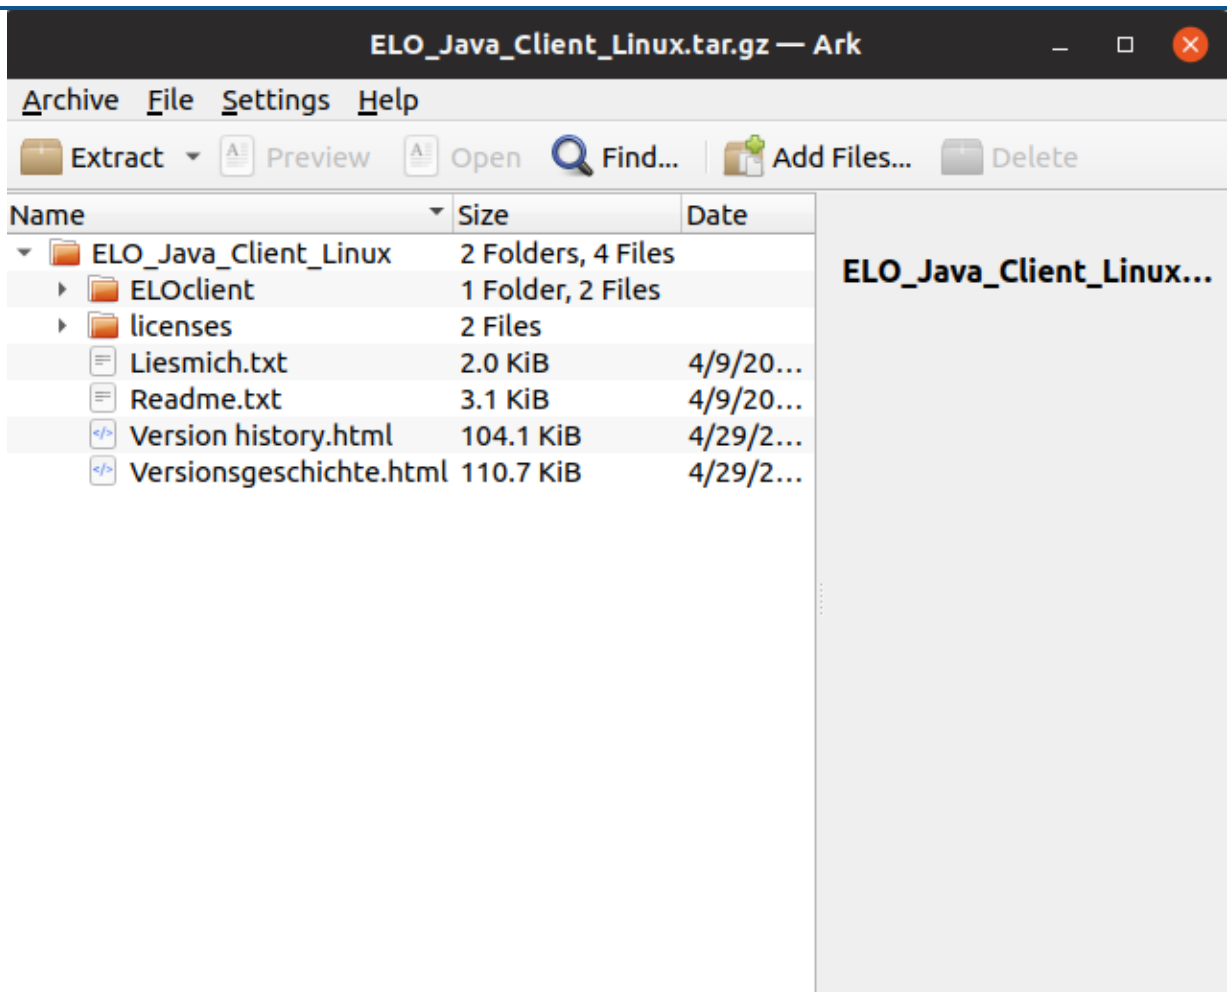 ELO_Java_Client_Linux.tar.gz — Ark
Archive File Settings Help
Extract Preview Open Find... Add Files... Delete
Name Size Date
ELO_Java_Client_Linux 2 Folders, 4 Files
ELO_Java_Client_Linux...
ELOclient 1 Folder, 2 Files
licenses 2 Files
Liesmich.txt 2.0 KiB 4/9/20...
Readme.txt 3.1 KiB 4/9/20...
Version history.html 104.1 KiB 4/29/2...
Versionsgeschichte.html 110.7 KiB 4/29/2...